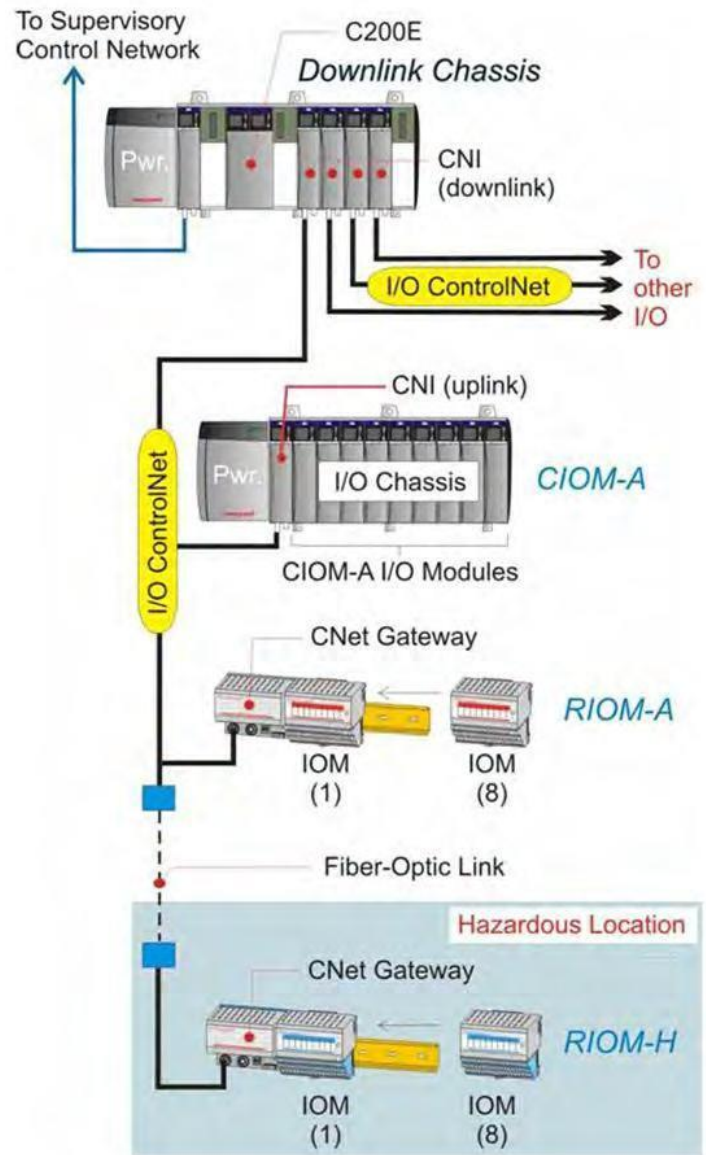 To Supervisory
Control Network
C200E
Downlink Chassis
Pwr.
CNI
(downlink)
To
I/O ControlNet
other
I/O
CNI (uplink)
I/O ControlNet
Pwr.
I/O Chassis
CIOM-A
CIOM-A I/O Modules
CNet Gateway
RIOM-A
IOM
(1)
IOM
(8)
Fiber-Optic Link
Hazardous Location
CNet Gateway
RIOM-H
IOM
(1)
IOM
(8)